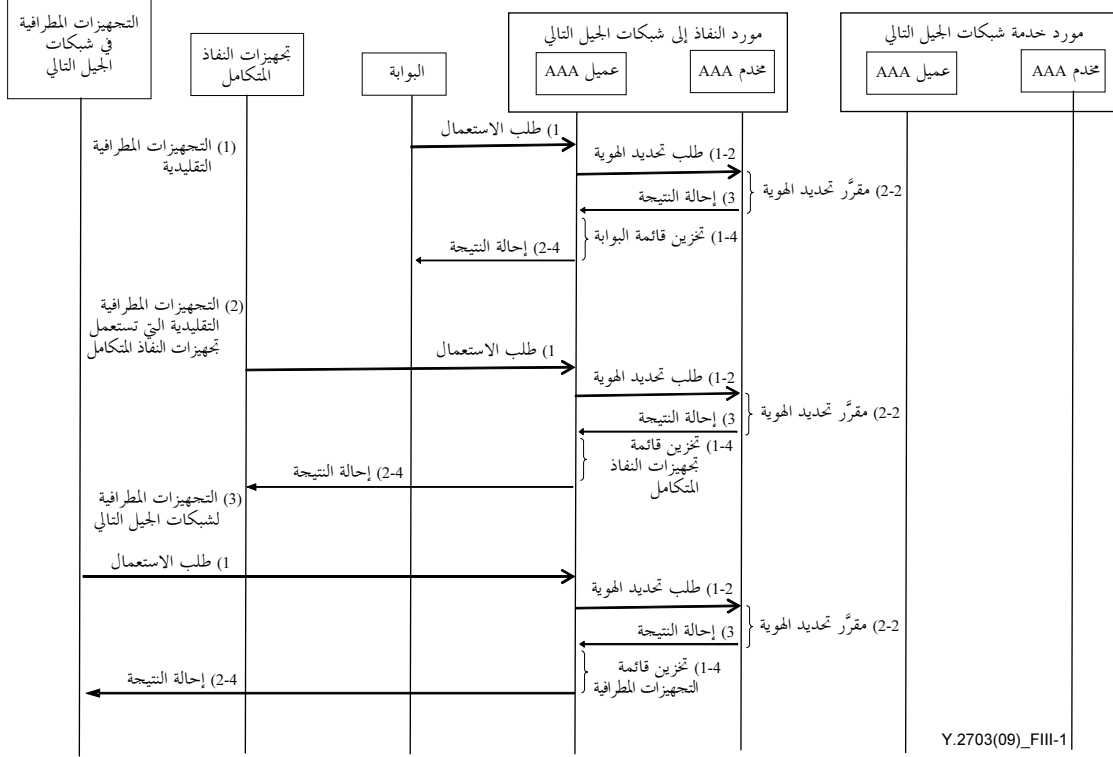 التجهيزات المطرافية
في شبكات
الجيل التالي
تجهيزات النفاذ
المتكامل
البوابة
مورد النفاذ إلى شبكات الجيل التالي
عميل AAA
مخدم AAA
مورد خدمة شبكات الجيل التالي
عميل AAA
مخدم AAA
(1) التجهيزات المطرافية
التقليدية
1) طلب الاستعمال
1-2) طلب تحديد الهوية
2-2) مقرَّر تحديد الهوية
3) إحالة النتيجة
1-4) تخزين قائمة البوابة
2-4) إحالة النتيجة
(2) التجهيزات المطرافية
التقليدية التي تستعمل
تجهيزات النفاذ المتكامل
1) طلب الاستعمال
1-2) طلب تحديد الهوية
2-2) مقرَّر تحديد الهوية
3) إحالة النتيجة
1-4) تخزين قائمة
تجهيزات النفاذ
المتكامل
2-4) إحالة النتيجة
(3) التجهيزات المطرافية
لشبكات الجيل التالي
1) طلب الاستعمال
1-2) طلب تحديد الهوية
2-2) مقرَّر تحديد الهوية
3) إحالة النتيجة
1-4) تخزين قائمة
التجهيزات المطرافية
2-4) إحالة النتيجة
Y.2703(09)_FIII-1